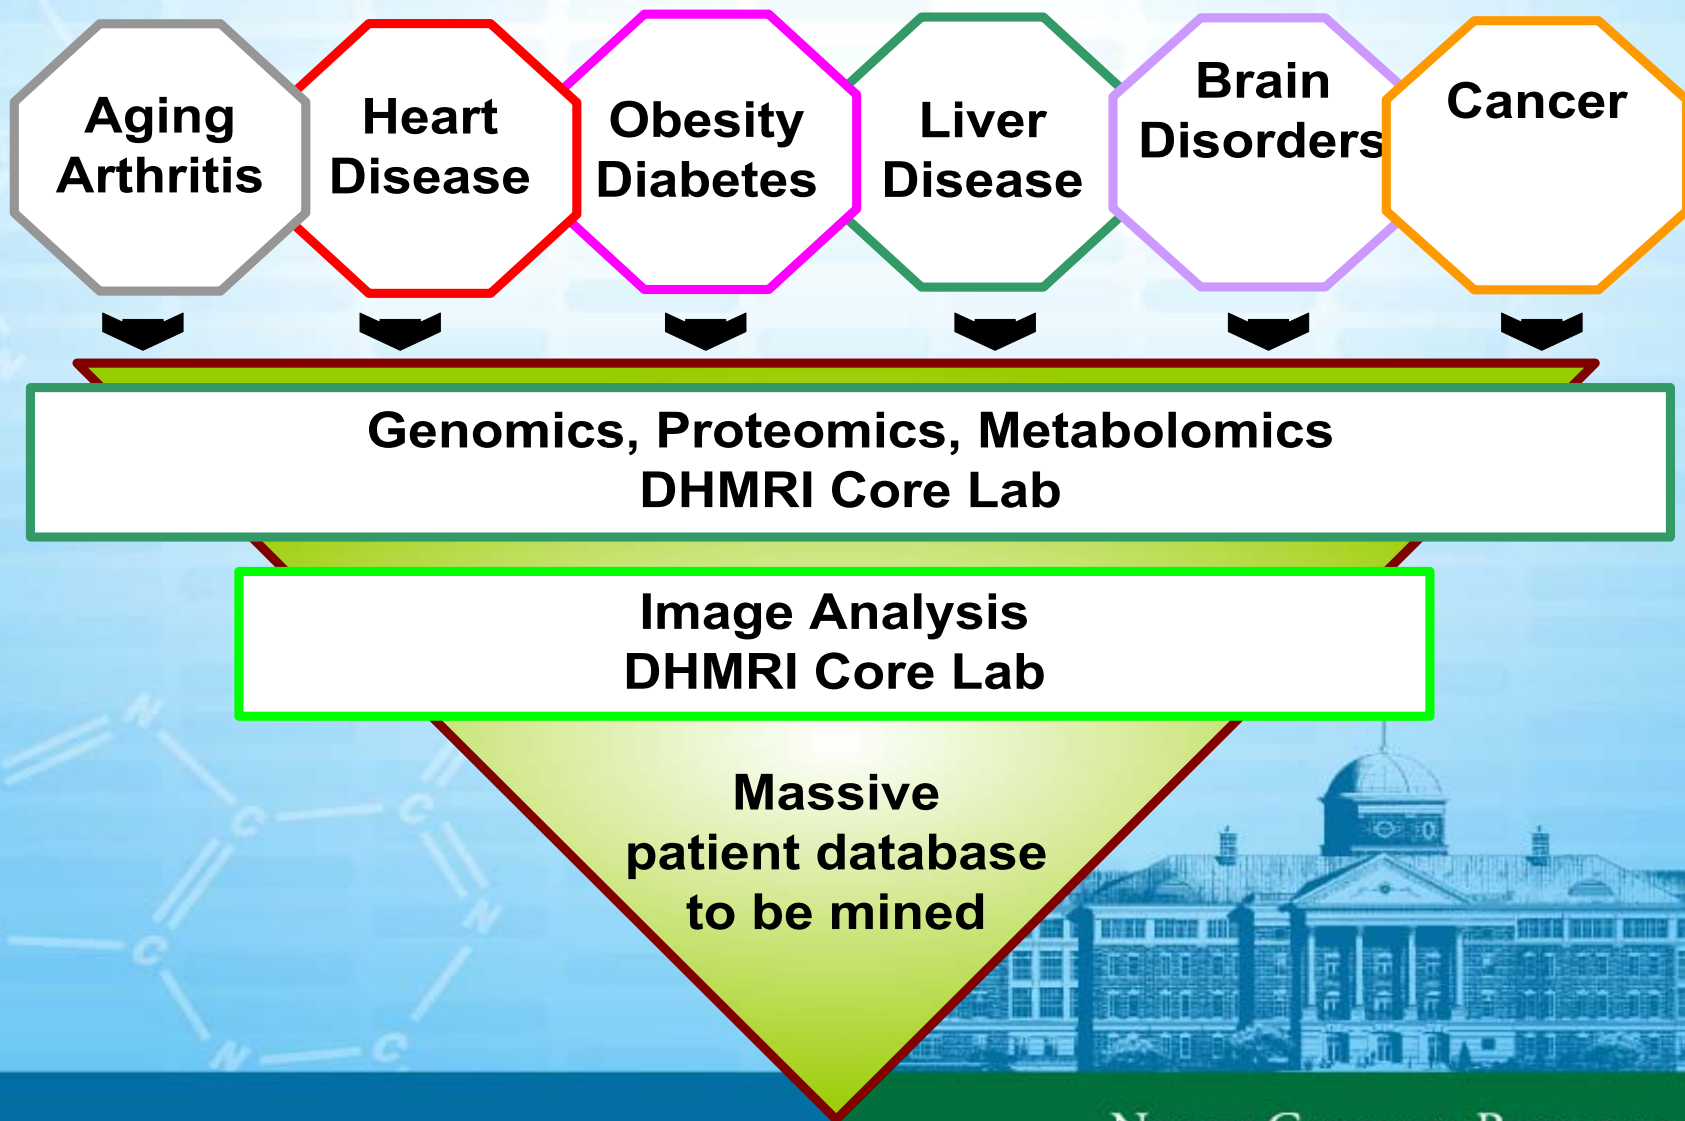 Aging
Arthritis
Heart
Disease
Obesity
Diabetes
Liver
Disease
Brain
Disorders
Cancer
Genomics, Proteomics, Metabolomics
DHMRI Core Lab
Image Analysis
DHMRI Core Lab
Massive
patient database
to be mined
N
C
C
N
C
N
C